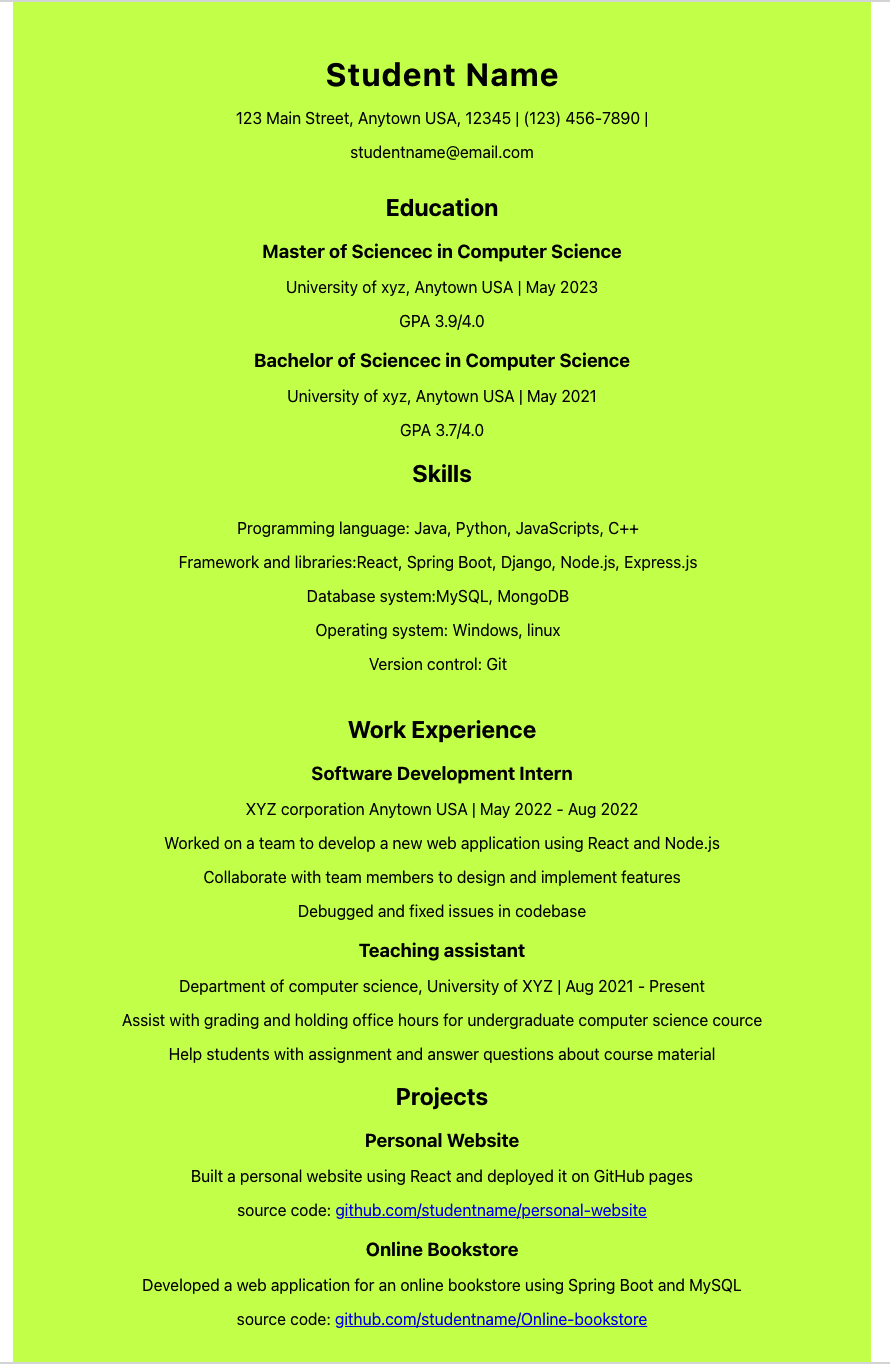 Student Name
123 Main Street, Anytown USA, 12345 | (123) 456-7890 |
studentname@email.com
Education
Master of Sciencec in Computer Science
University of xyz, Anytown USA | May 2023
GPA 3.9/4.0
Bachelor of Sciencec in Computer Science
University of xyz, Anytown USA | May 2021
GPA 3.7/4.0
Skills
Programming language: Java, Python, JavaScripts, C++
Framework and libraries:React, Spring Boot, Django, Node.js, Express.js
Database system:MySQL, MongoDB
Operating system: Windows, linux
Version control: Git
Work Experience
Software Development Intern
XYZ corporation Anytown USA | May 2022 - Aug 2022
Worked on a team to develop a new web application using React and Node.js
Collaborate with team members to design and implement features
Debugged and fixed issues in codebase
Teaching assistant
Department of computer science, University of XYZ | Aug 2021 - Present
Assist with grading and holding office hours for undergraduate computer science cource
Help students with assignment and answer questions about course material
Projects
Personal Website
Built a personal website using React and deployed it on GitHub pages
source code: github.com/studentname/personal-website
Online Bookstore
Developed a web application for an online bookstore using Spring Boot and MySQL
source code: github.com/studentname/Online-bookstore